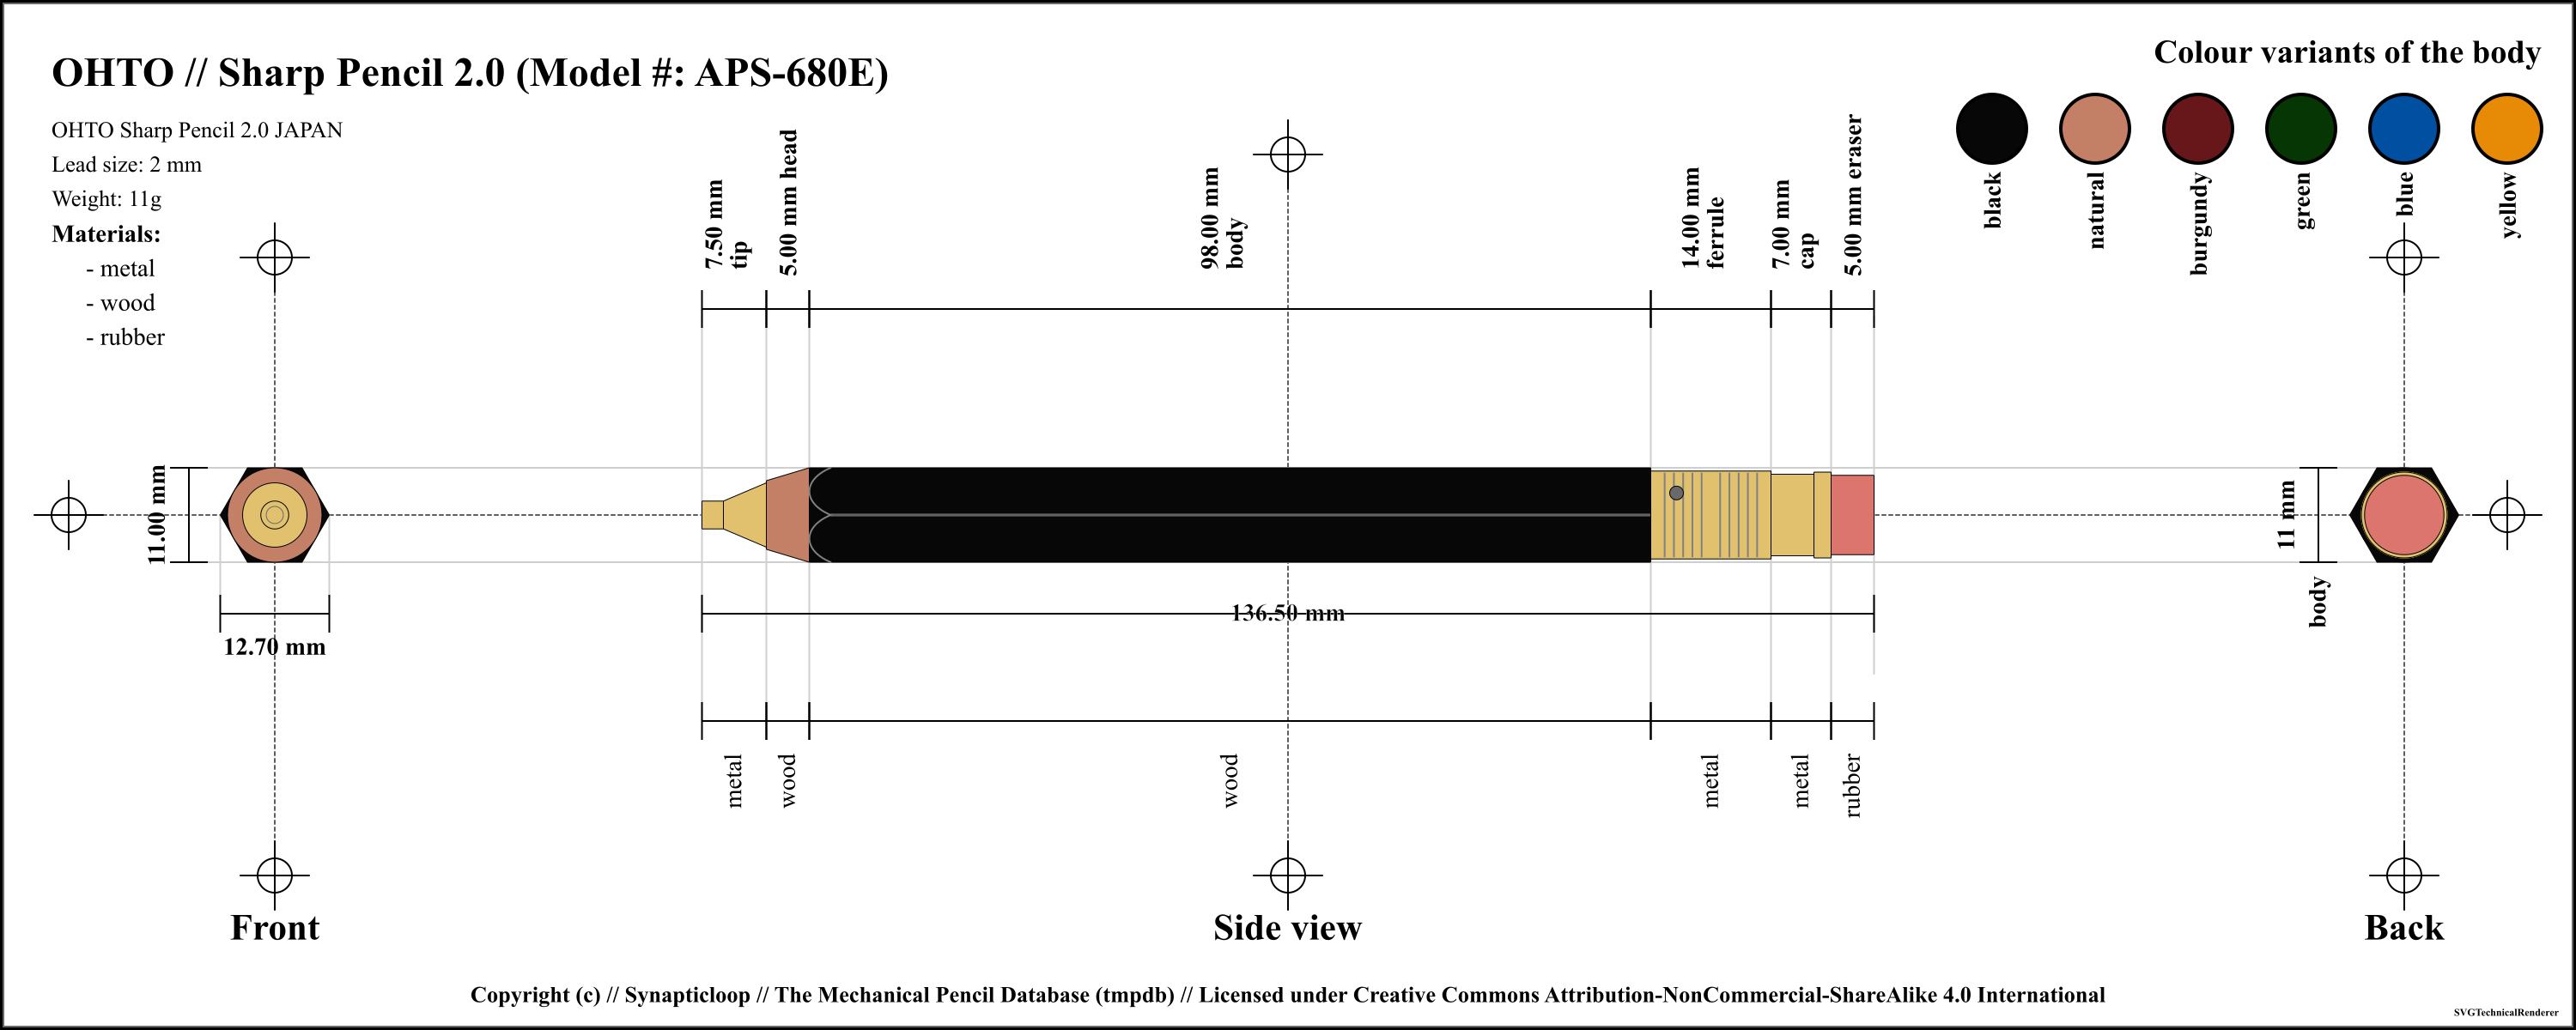 OHTO // Sharp Pencil 2.0 (Model #: APS-680E)
OHTO Sharp Pencil 2.0 JAPAN
Lead size: 2 mm
Weight: 11g
Materials:
- metal
- wood
- rubber
Colour variants of the body
black
natural
burgundy
green
blue
yellow
7.50 mm
tip
5.00 mm head
98.00 mm
body
14.00 mm
ferrule
7.00 mm
cap
5.00 mm eraser
11.00 mm
12.70 mm
136.50 mm
11 mm
body
metal
wood
wood
metal
metal
rubber
Front
Side view
Back
Copyright (c) // Synapticloop // The Mechanical Pencil Database (tmpdb) // Licensed under Creative Commons Attribution-NonCommercial-ShareAlike 4.0 International
SVGTechnicalRenderer